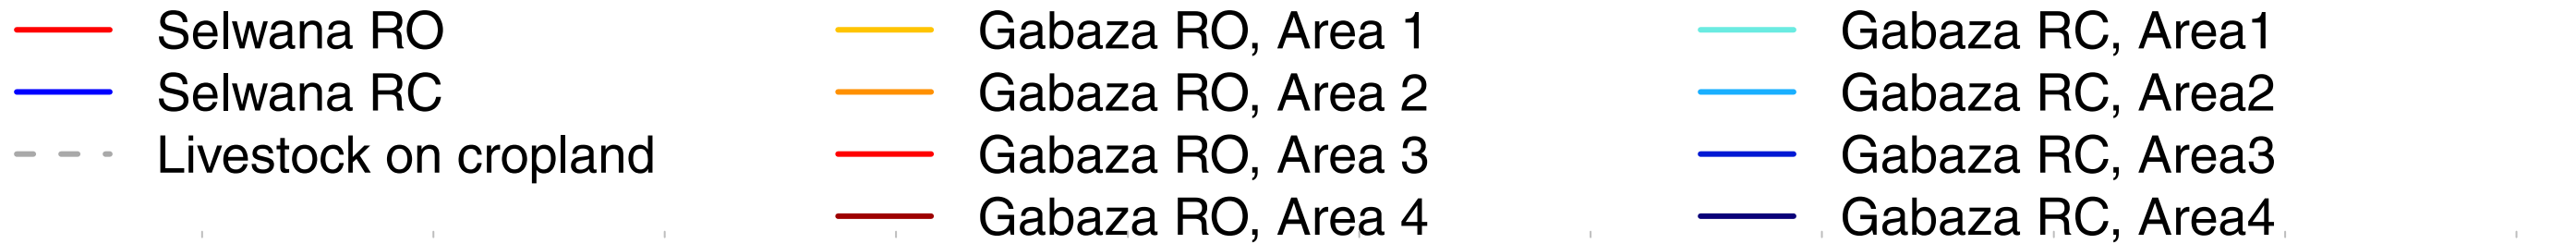 Selwana RO
Selwana RC
Livestock on cropland
Gabaza RO, Area 1
Gabaza RO, Area 2
Gabaza RO, Area 3
Gabaza RO, Area 4
Gabaza RC, Area1
Gabaza RC, Area2
Gabaza RC, Area3
Gabaza RC, Area4